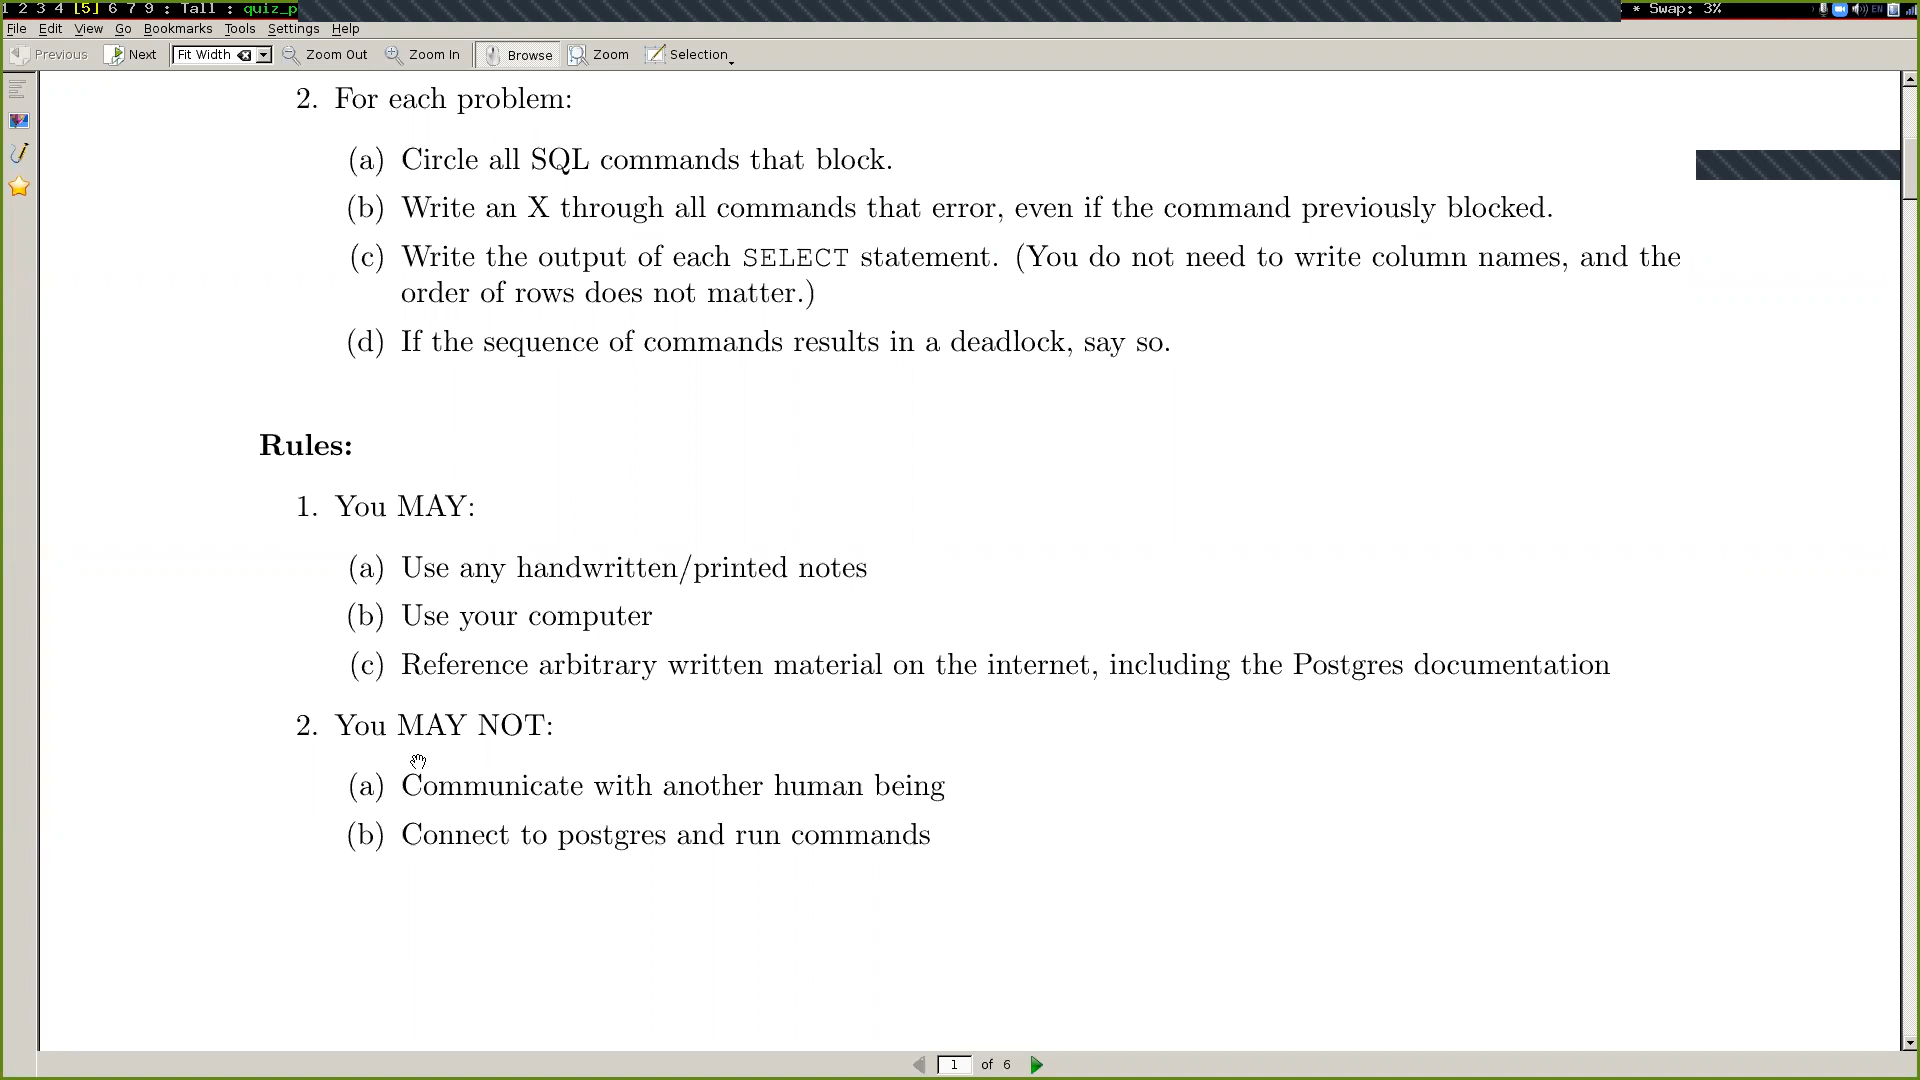 1 2 3 4 [5] 6 7 9 : Tall : quiz_p
* Swap: 3%
EN
File Edit View Go Bookmarks Tools Settings Help
Previous Next Fit Width Zoom Out Zoom In Browse Zoom Selection
2. For each problem:
(a) Circle all SQL commands that block.
(b) Write an X through all commands that error, even if the command previously blocked.
(c) Write the output of each SELECT statement. (You do not need to write column names, and the
order of rows does not matter.)
(d) If the sequence of commands results in a deadlock, say so.
Rules:
1. You MAY:
(a) Use any handwritten/printed notes
(b) Use your computer
(c) Reference arbitrary written material on the internet, including the Postgres documentation
2. You MAY NOT:
(a) Communicate with another human being
(b) Connect to postgres and run commands
1 of 6